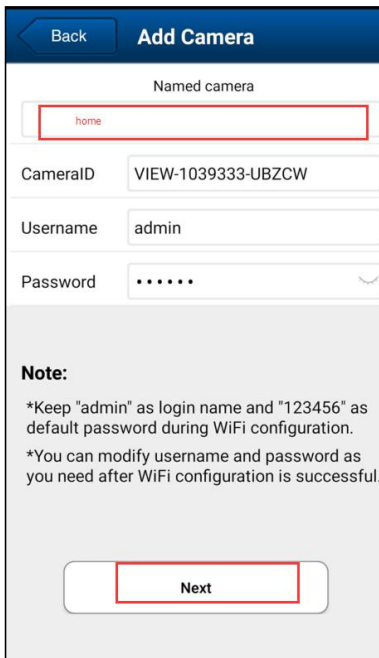 Back
Add Camera
Named camera
home
CameraID VIEW-1039333-UBZCW
Username admin
Password ••••••
Note:
*Keep "admin" as login name and "123456" as
default password during WiFi configuration.
*You can modify username and password as
you need after WiFi configuration is successful.
Next